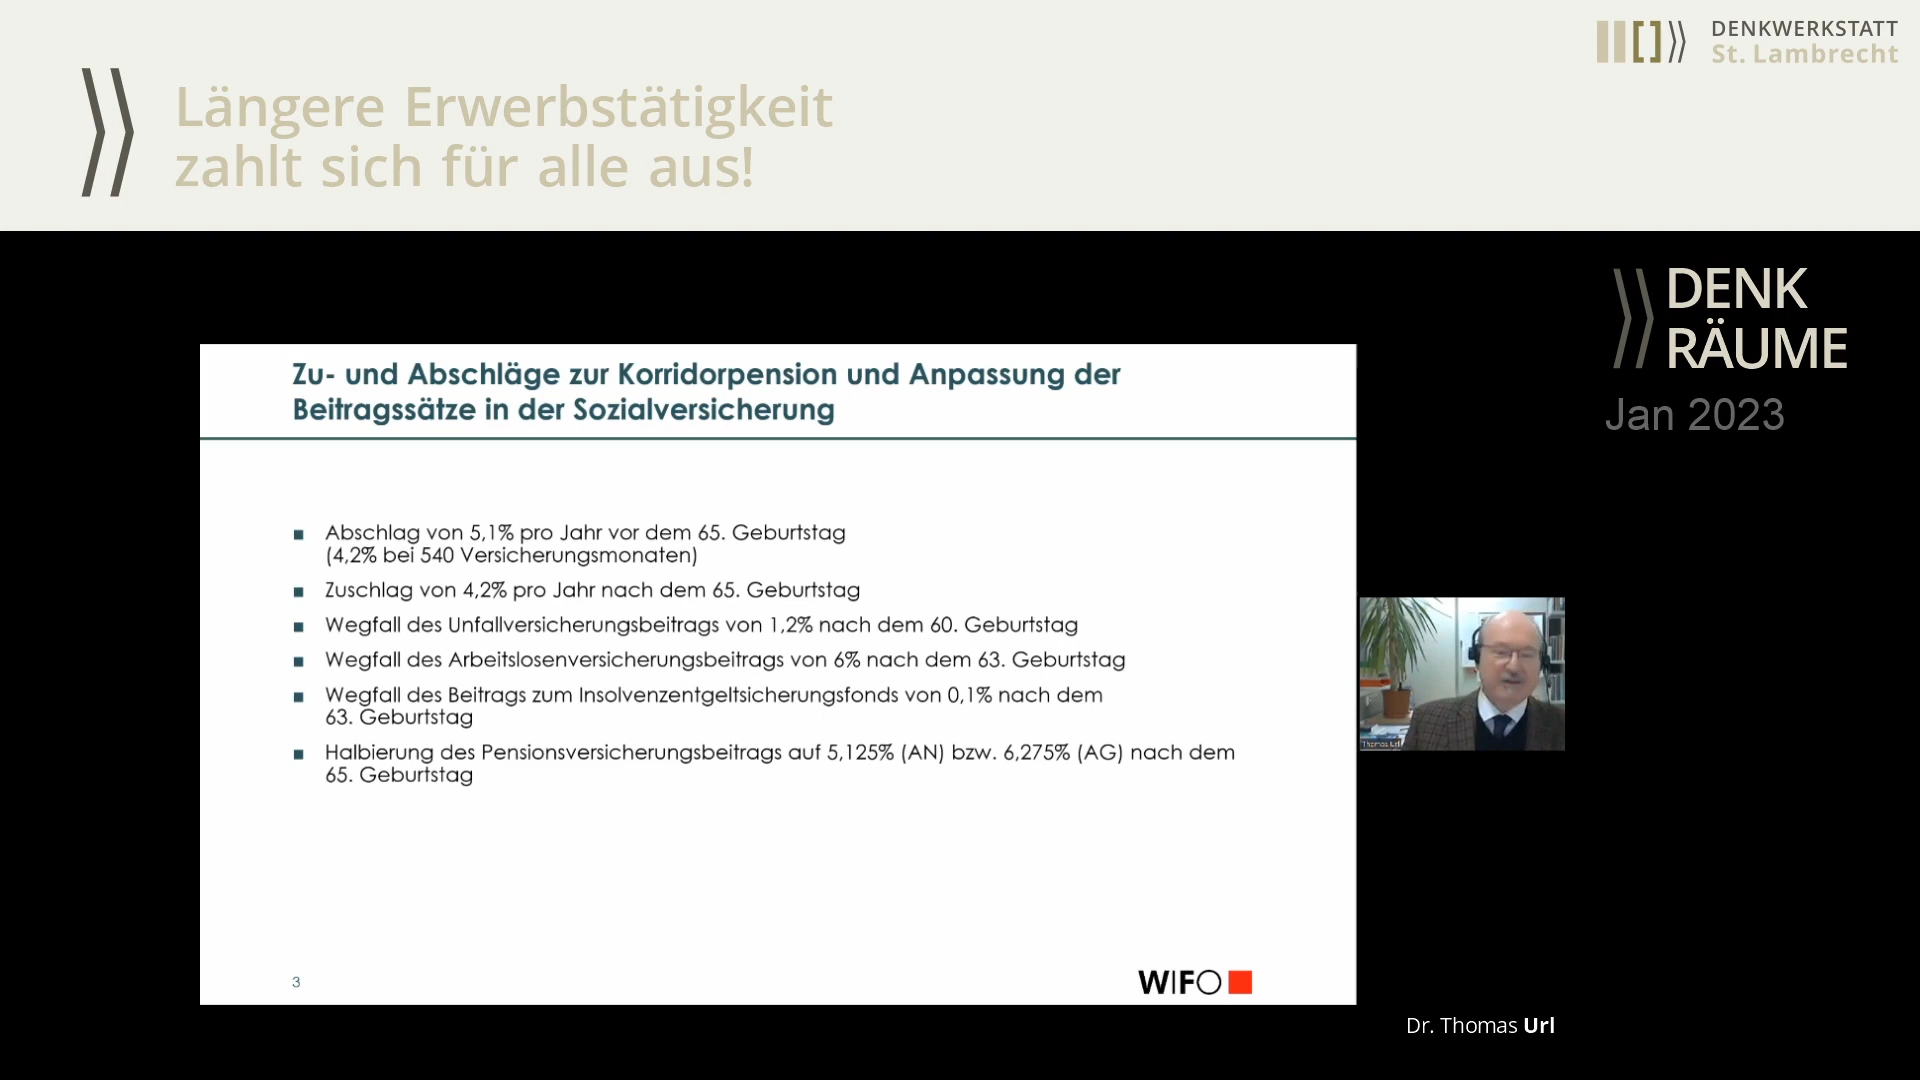 DENKWERKSTATT
St. Lambrecht
Längere Erwerbstätigkeit
zahlt sich für alle aus!
DENK
RÄUME
Jan 2023
Zu- und Abschläge zur Korridorpension und Anpassung der
Beitragssätze in der Sozialversicherung
Abschlag von 5,1% pro Jahr vor dem 65. Geburtstag
(4,2% bei 540 Versicherungsmonaten)
Zuschlag von 4,2% pro Jahr nach dem 65. Geburtstag
Wegfall des Unfallversicherungsbeitrags von 1,2% nach dem 60. Geburtstag
Wegfall des Arbeitslosenversicherungsbeitrags von 6% nach dem 63. Geburtstag
Wegfall des Beitrags zum Insolvenzentgeltsicherungsfonds von 0,1% nach dem
63. Geburtstag
Halbierung des Pensionsversicherungsbeitrags auf 5,125% (AN) bzw. 6,275% (AG) nach dem
65. Geburtstag
Thomas Url
3
WIFO
Dr. Thomas Url